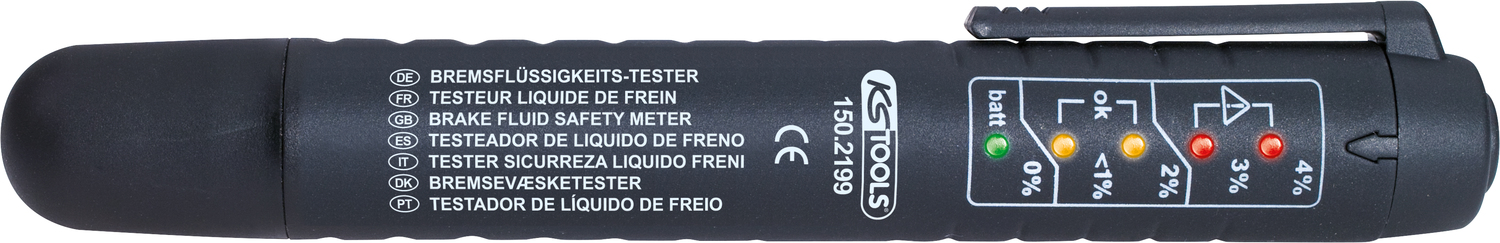 DE BREMSFLÜSSIGKEITS-TESTER
FR TESTEUR LIQUIDE DE FREIN
GB BRAKE FLUID SAFETY METER
ES TESTEADOR DE LIQUIDO DE FRENO
IT TESTER SICURREZA LIQUIDO FRENI
DK BREMSEVÆSKETESTER
PT TESTADOR DE LÍQUIDO DE FREIO
CE
150.2199
KS TOOLS
batt
ok
0%
<1%
2%
3%
4%